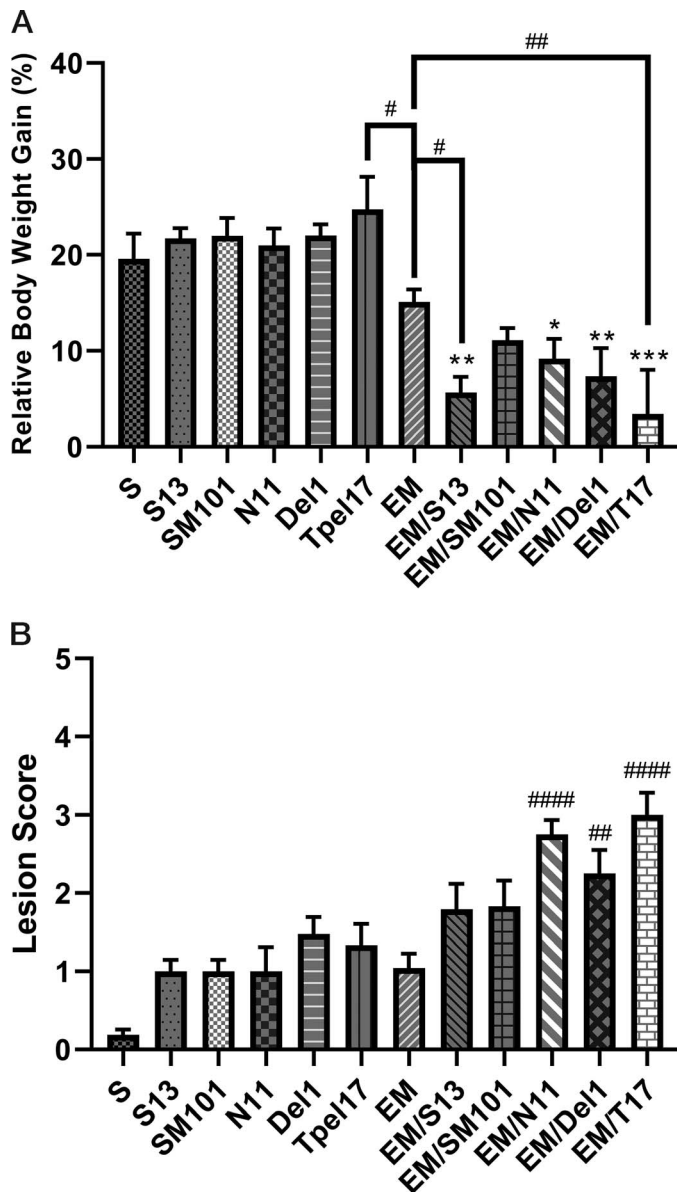 A
Relative Body Weight Gain (%)
40
30
20
10
0
##
#
#
**
*
**
***
S
S13
SM101
N11
Del1
Tpel17
EM
EM/S13
EM/SM101
EM/N11
EM/Del1
EM/T17
B
Lesion Score
5
4
3
2
1
0
####
##
####
S
S13
SM101
N11
Del1
Tpel17
EM
EM/S13
EM/SM101
EM/N11
EM/Del1
EM/T17